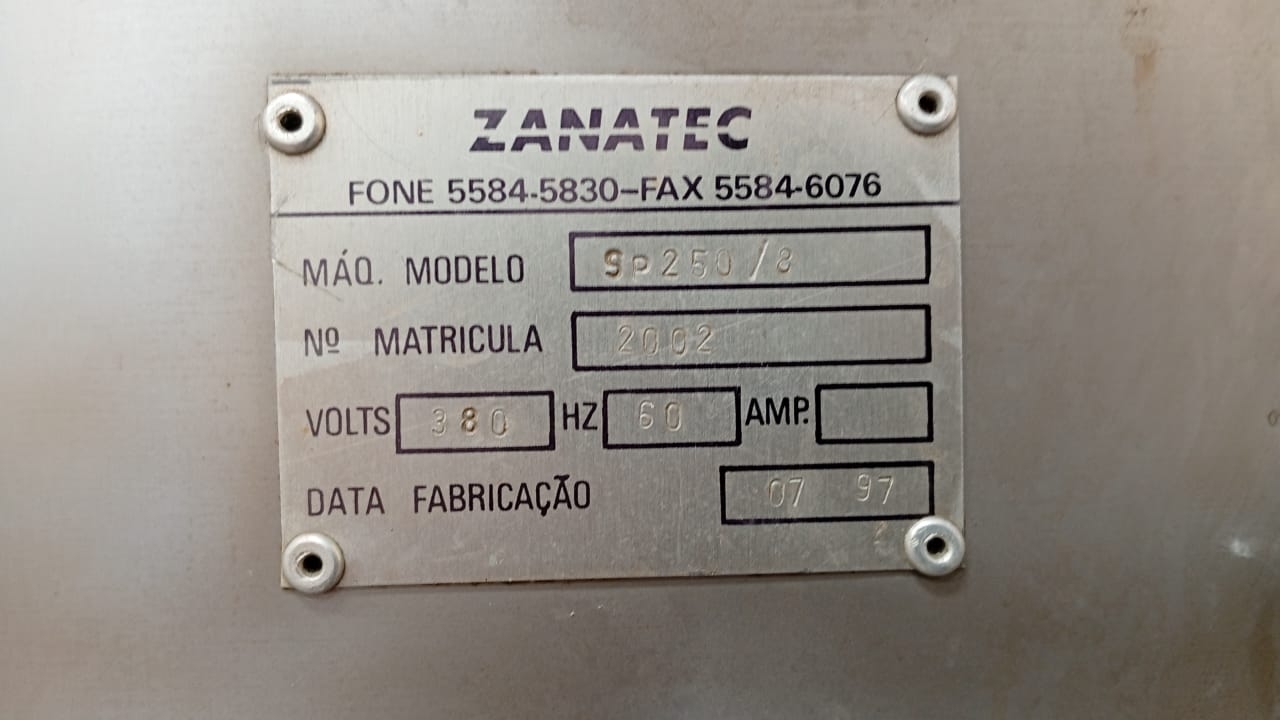 ZANATEC
FONE 5584-5830-FAX 5584-6076
MÁQ. MODELO Sp250/8
Nº MATRICULA 2002
VOLTS 380 HZ 60 AMP.
DATA FABRICAÇÃO 07 97